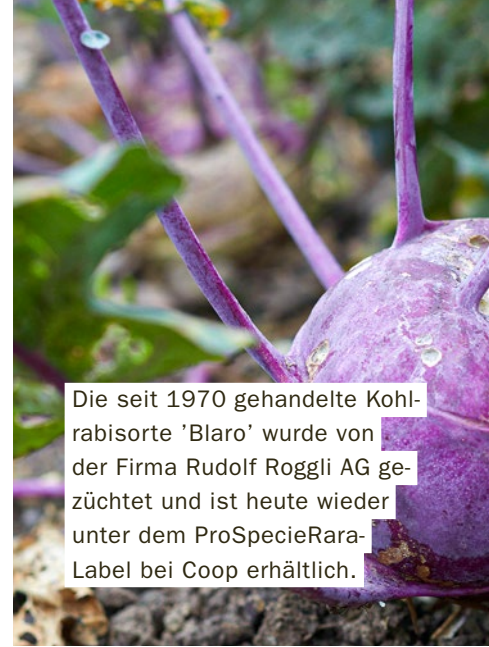 Die seit 1970 gehandelte Kohl-
rabisorte ’Blaro’ wurde von
der Firma Rudolf Roggli AG ge-
züchtet und ist heute wieder
unter dem ProSpecieRara-
Label bei Coop erhältlich.